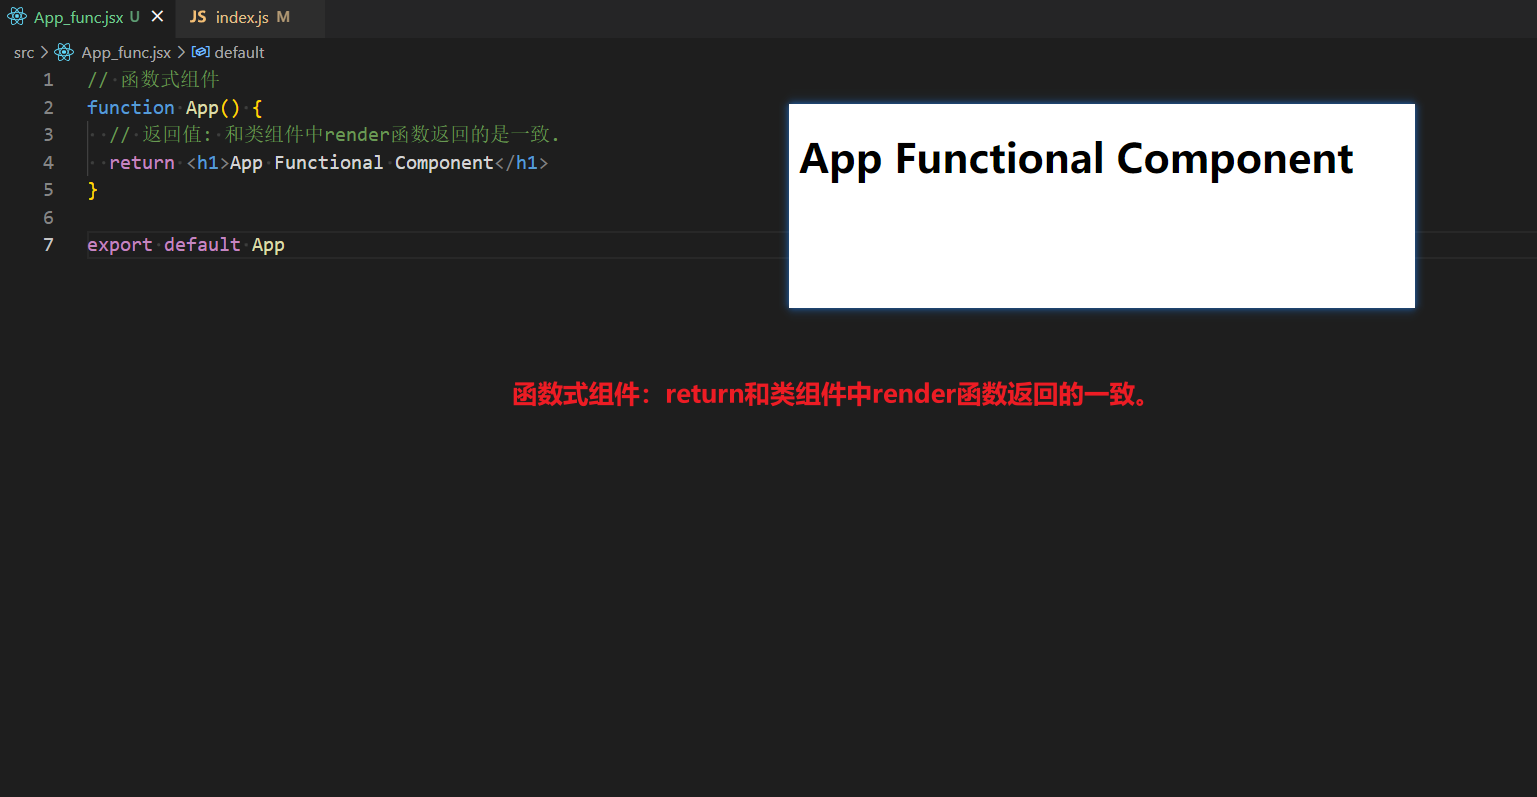 App_func.jsx U × JS index.js M
src > App_func.jsx > default
1 // 函数式组件
2 function App() {
3 // 返回值: 和类组件中render函数返回的是一致.
4 return <h1>App Functional Component</h1>
5 }
6
7 export default App
App Functional Component
函数式组件：return和类组件中render函数返回的一致。